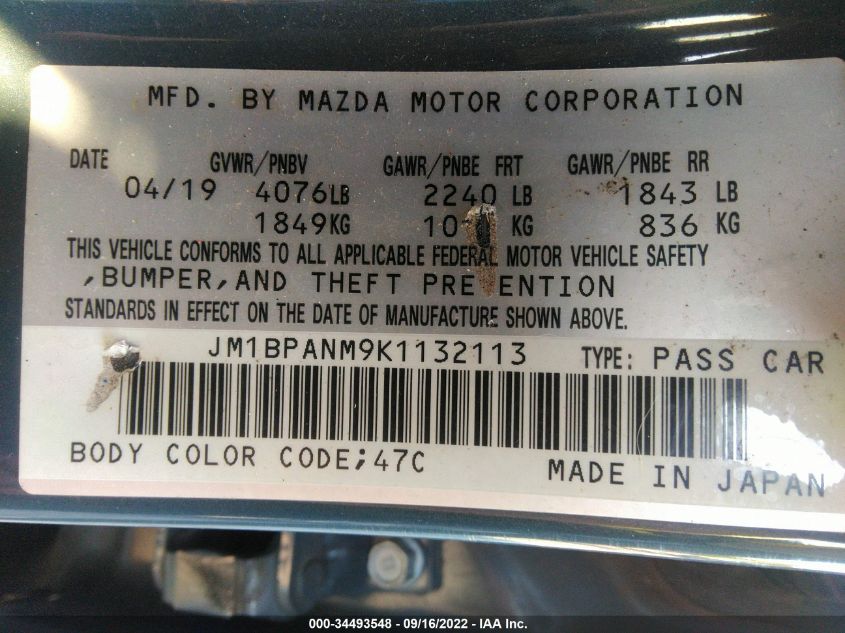 MFD. BY MAZDA MOTOR CORPORATION
DATE GVWR/PNBV GAWR/PNBE FRT GAWR/PNBE RR
04/19 4076LB 2240 LB 1843 LB
1849KG KG 836 KG
THIS VEHICLE CONFORMS TO ALL APPLICABLE FEDERAL MOTOR VEHICLE SAFETY
,BUMPER,AND THEFT PREVENTION
STANDARDS IN EFFECT ON THE DATE OF MANUFACTURE SHOWN ABOVE.
JM1BPANM9K1132113 TYPE: PASS CAR
BODY COLOR CODE;47C MADE IN JAPAN
000-34493548 - 09/16/2022 - IAA Inc.